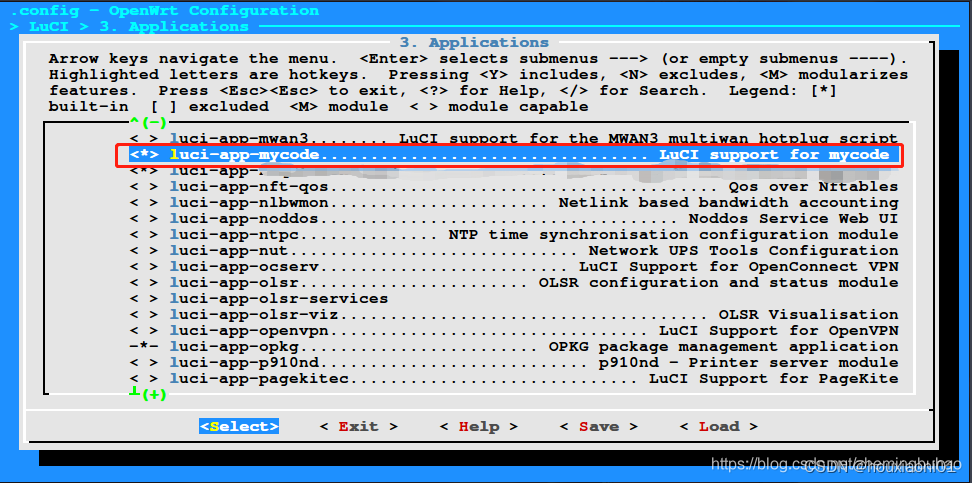 .config - OpenWrt Configuration
> LuCI > 3. Applications
3. Applications
Arrow keys navigate the menu.  <Enter> selects submenus ---> (or empty submenus ----).
Highlighted letters are hotkeys.  Pressing <Y> includes, <N> excludes, <M> modularizes
features.  Press <Esc><Esc> to exit, <?> for Help, </> for Search.  Legend: [*]
built-in  [ ] excluded  <M> module  < > module capable
^(-)
< > luci-app-mwan3......... LuCI support for the MWAN3 multiwan hotplug script
<*> luci-app-mycode................................. LuCI support for mycode
<*> luci-app-
< > luci-app-nft-qos........................................ Qos over Nftables
< > luci-app-nlbwmon....................... Netlink based bandwidth accounting
< > luci-app-noddos.................................... Noddos Service Web UI
< > luci-app-ntpc............. NTP time synchronisation configuration module
< > luci-app-nut............................. Network UPS Tools Configuration
< > luci-app-ocserv......................... LuCI Support for OpenConnect VPN
< > luci-app-olsr....................... OLSR configuration and status module
< > luci-app-olsr-services
< > luci-app-olsr-viz..................................... OLSR Visualisation
< > luci-app-openvpn................................ LuCI Support for OpenVPN
-*- luci-app-opkg......................... OPKG package management application
< > luci-app-p910nd........................... p910nd - Printer server module
< > luci-app-pagekitec............................. LuCI Support for PageKite
┴(+)
<Select>    < Exit >    < Help >    < Save >    < Load >